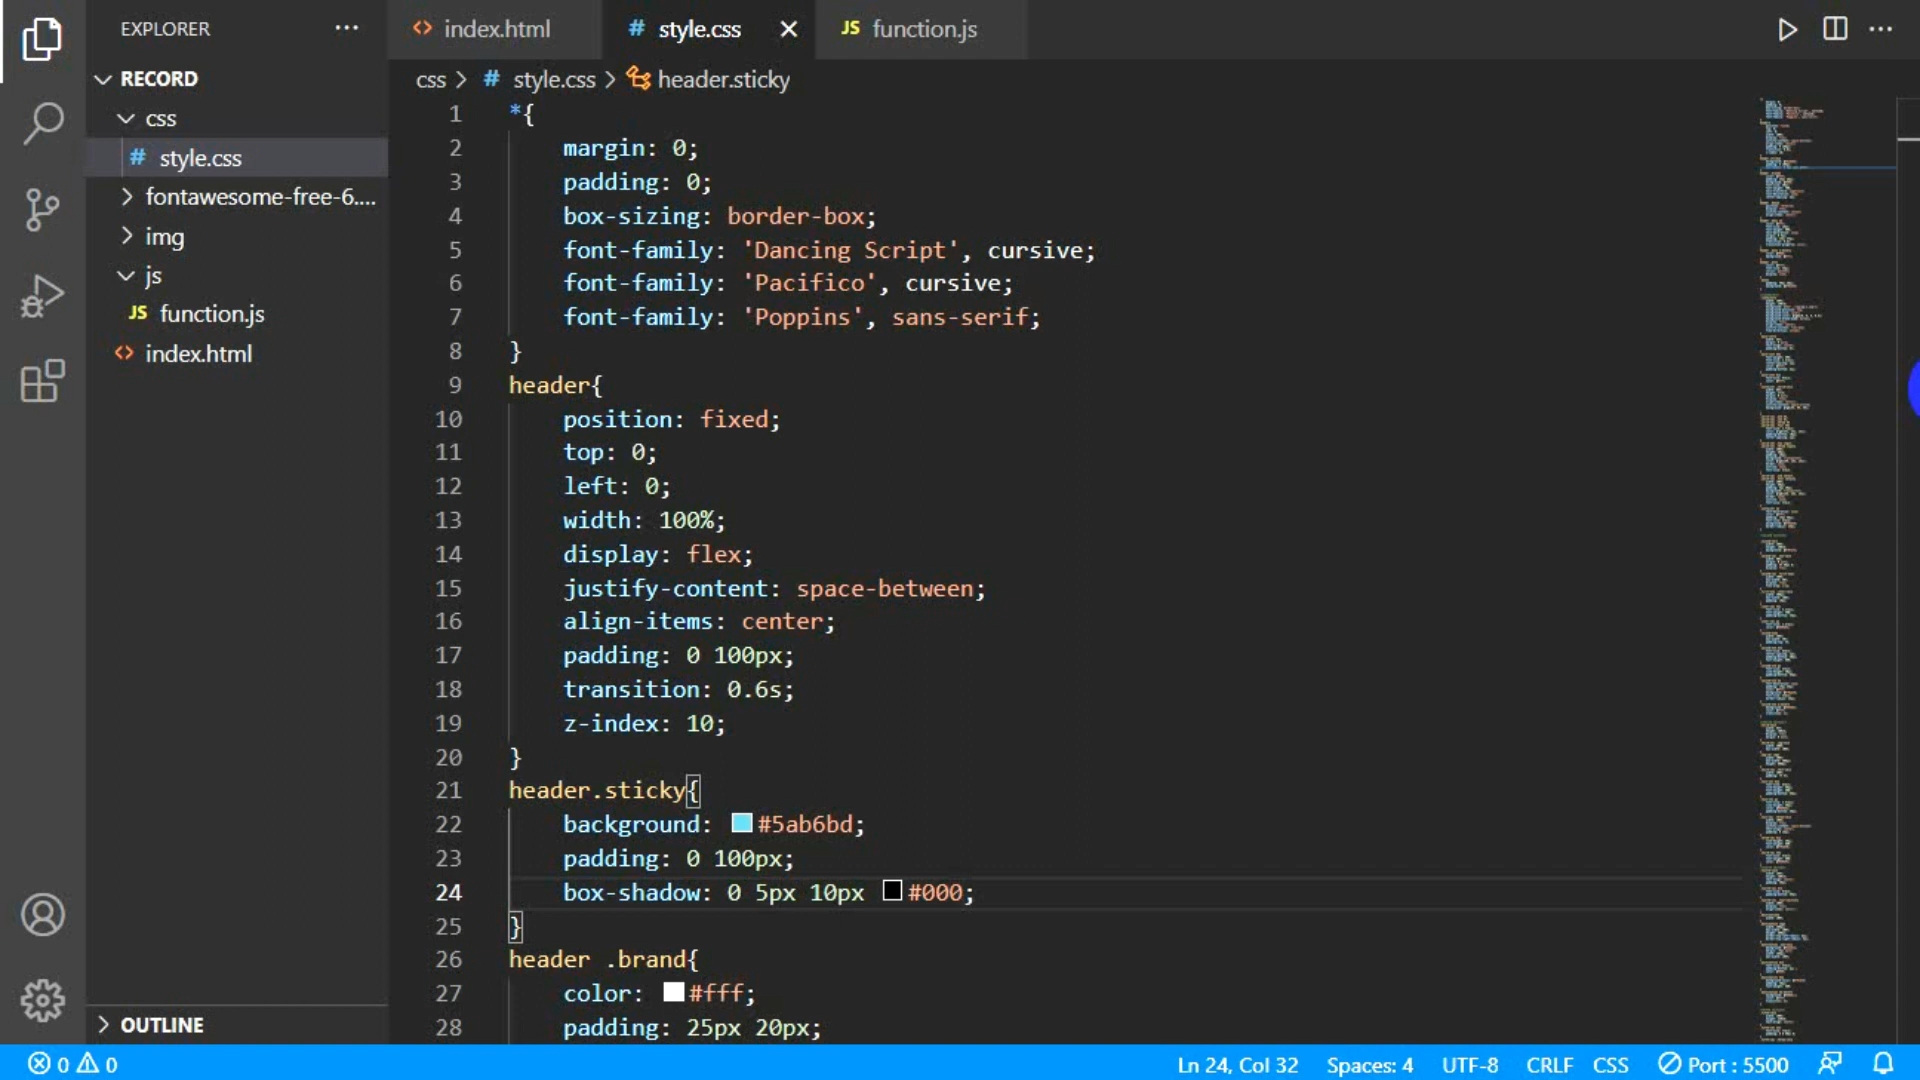 EXPLORER
RECORD
css
# style.css
fontawesome-free-6....
img
js
JS function.js
<> index.html
OUTLINE
<> index.html # style.css JS function.js
css > # style.css > header.sticky
1 *{
2 margin: 0;
3 padding: 0;
4 box-sizing: border-box;
5 font-family: 'Dancing Script', cursive;
6 font-family: 'Pacifico', cursive;
7 font-family: 'Poppins', sans-serif;
8 }
9 header{
10 position: fixed;
11 top: 0;
12 left: 0;
13 width: 100%;
14 display: flex;
15 justify-content: space-between;
16 align-items: center;
17 padding: 0 100px;
18 transition: 0.6s;
19 z-index: 10;
20 }
21 header.sticky{
22 background: #5ab6bd;
23 padding: 0 100px;
24 box-shadow: 0 5px 10px #000;
25 }
26 header .brand{
27 color: #fff;
28 padding: 25px 20px;
0 0 Ln 24, Col 32 Spaces: 4 UTF-8 CRLF CSS Port : 5500